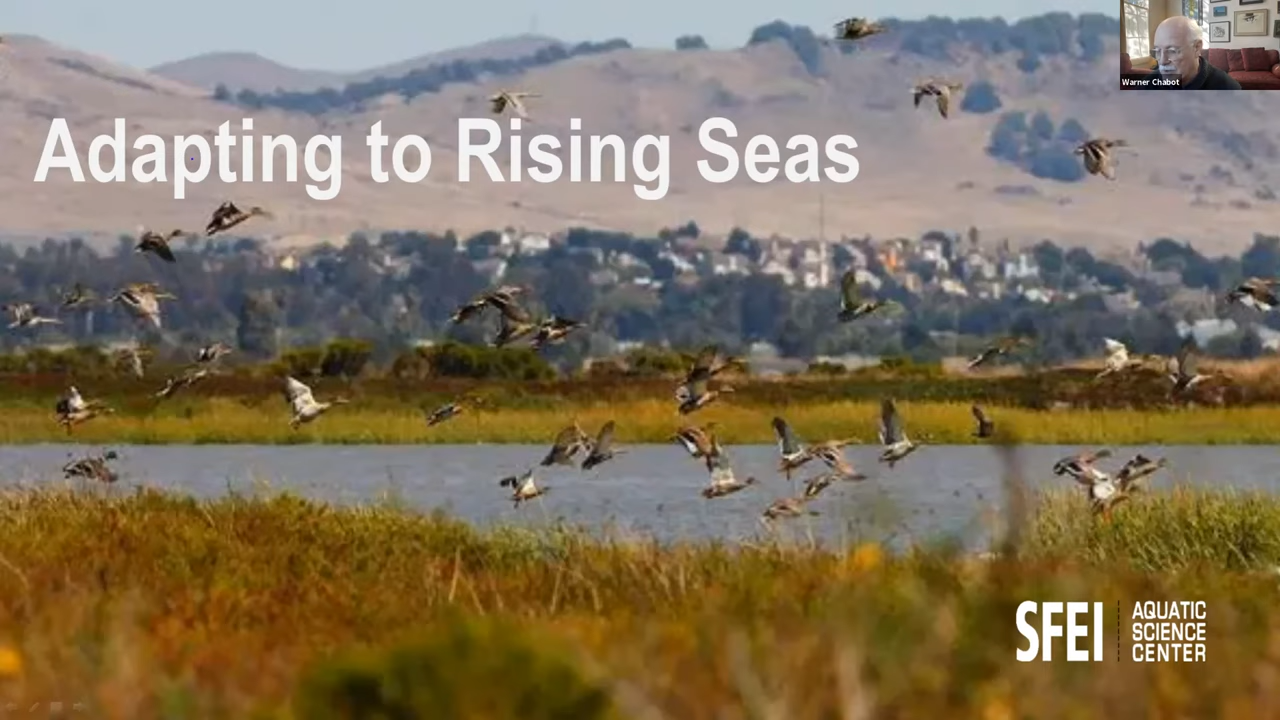 Warner Chabot
Adapting to Rising Seas
SFEI
AQUATIC
SCIENCE
CENTER